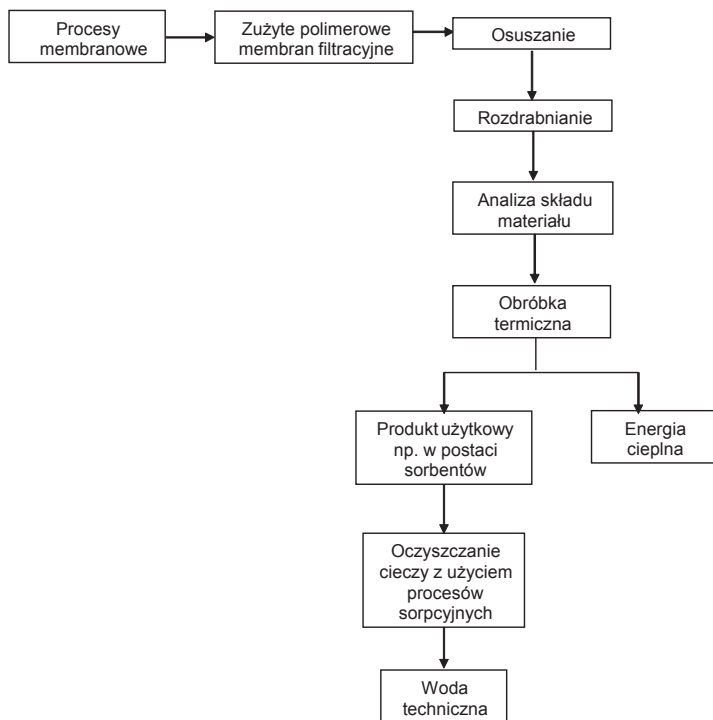 Procesy
membranowe
Zużyte polimerowe
membran filtracyjne
Osuszanie
Rozdrabnianie
Analiza składu
materiału
Obróbka
termiczna
Produkt użytkowy
np. w postaci
sorbentów
Energia
cieplna
Oczyszczanie
cieczy z użyciem
procesów
sorpcyjnych
Woda
techniczna